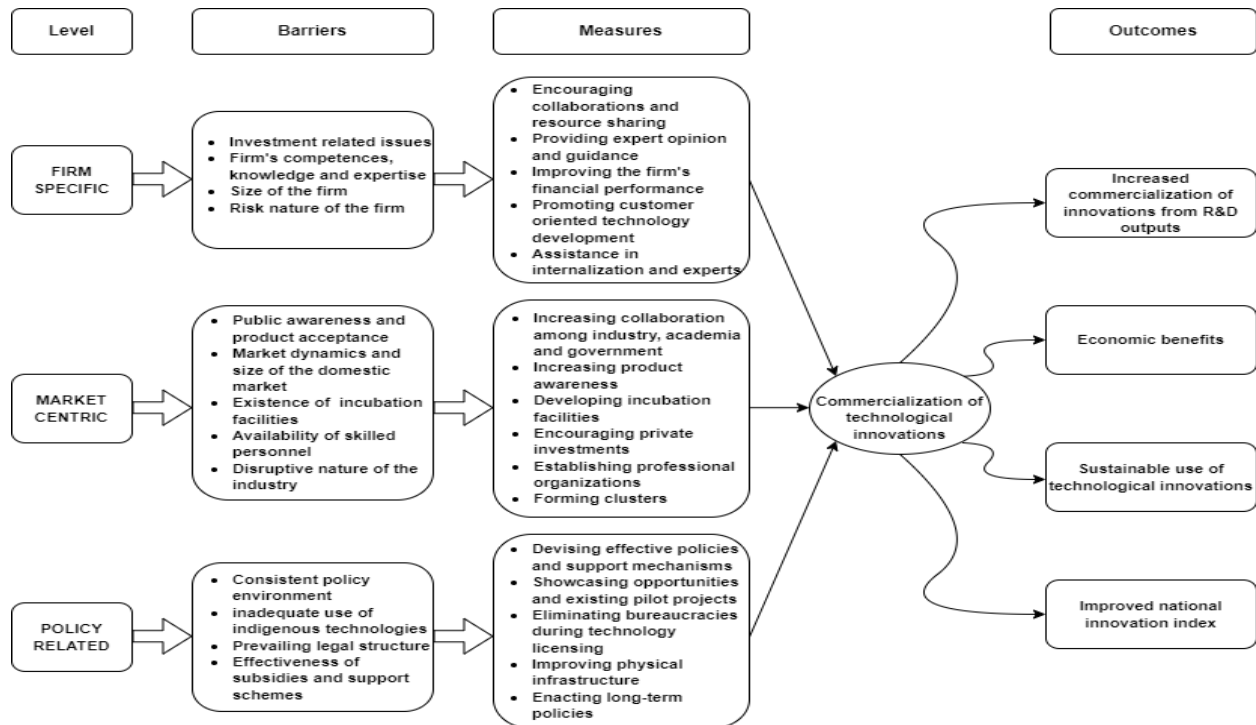 Level
Barriers
Measures
Outcomes
FIRM
SPECIFIC
• Investment related issues
• Firm's competences,
knowledge and expertise
• Size of the firm
• Risk nature of the firm
• Encouraging
collaborations and
resource sharing
• Providing expert opinion
and guidance
• Improving the firm's
financial performance
• Promoting customer
oriented technology
development
• Assistance in
internalization and experts
MARKET
CENTRIC
• Public awareness and
product acceptance
• Market dynamics and
size of the domestic
market
• Existence of incubation
facilities
• Availability of skilled
personnel
• Disruptive nature of the
industry
• Increasing collaboration
among industry, academia
and government
• Increasing product
awareness
• Developing incubation
facilities
• Encouraging private
investments
• Establishing professional
organizations
• Forming clusters
POLICY
RELATED
• Consistent policy
environment
• inadequate use of
indigenous technologies
• Prevailing legal structure
• Effectiveness of
subsidies and support
schemes
• Devising effective policies
and support mechanisms
• Showcasing opportunities
and existing pilot projects
• Eliminating bureaucracies
during technology
licensing
• Improving physical
infrastructure
• Enacting long-term
policies
Commercialization of
technological
innovations
Increased
commercialization of
innovations from R&D
outputs
Economic benefits
Sustainable use of
technological innovations
Improved national
innovation index